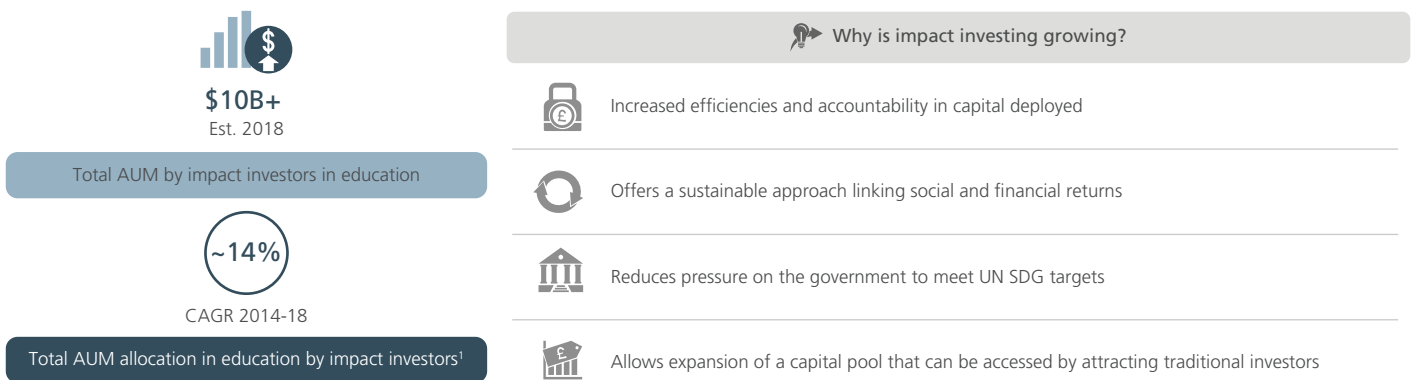 $
$10B+
Est. 2018
Total AUM by impact investors in education
~14%
CAGR 2014-18
Total AUM allocation in education by impact investors¹
Why is impact investing growing?
£
Increased efficiencies and accountability in capital deployed
Offers a sustainable approach linking social and financial returns
Reduces pressure on the government to meet UN SDG targets
£
Allows expansion of a capital pool that can be accessed by attracting traditional investors